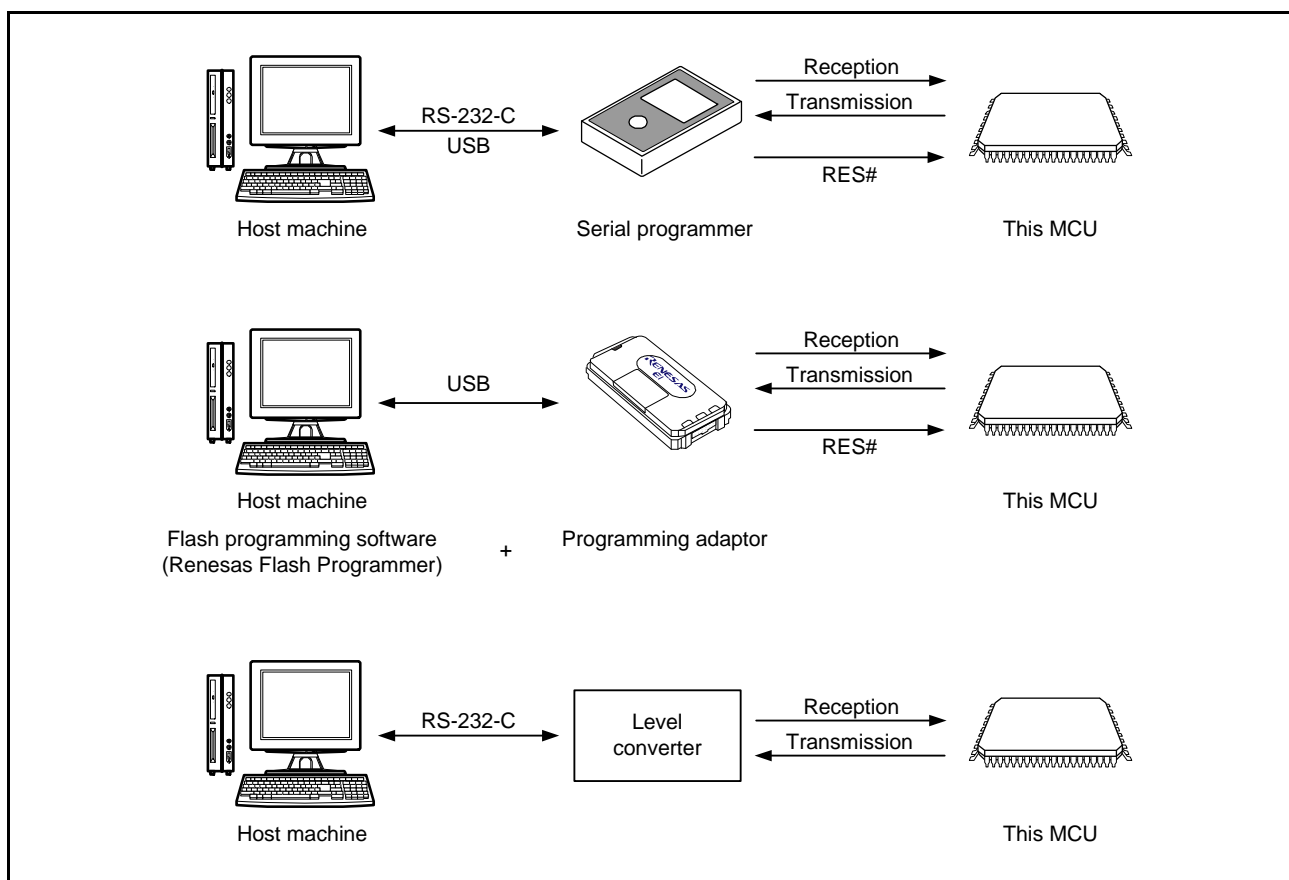 Reception
Transmission
RS-232-C
USB
RES#
Host machine
Serial programmer
This MCU
Reception
Transmission
USB
RENESAS
E1
RES#
Host machine
This MCU
Flash programming software
(Renesas Flash Programmer)
+
Programming adaptor
Reception
Transmission
RS-232-C
Level
converter
Host machine
This MCU